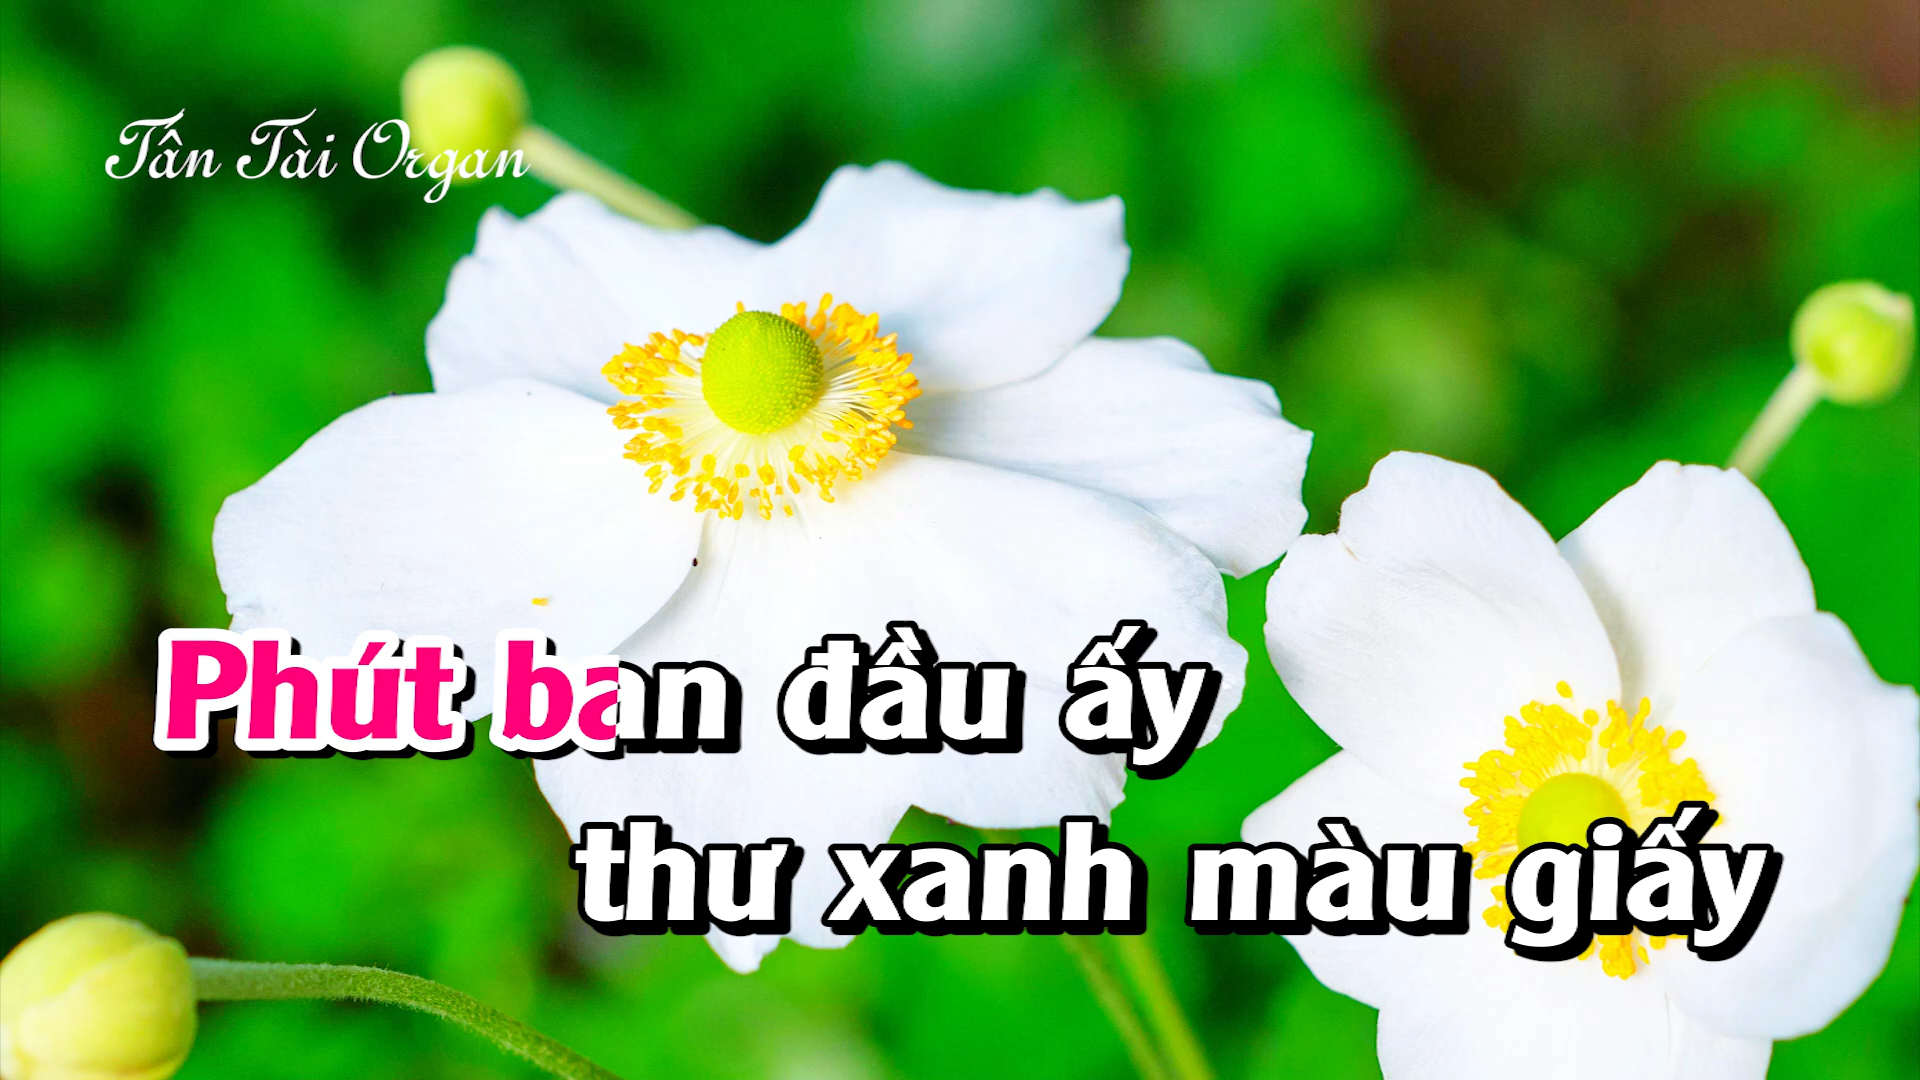 Tấn Tài Organ
Phút ban đầu ấy
thư xanh màu giấy